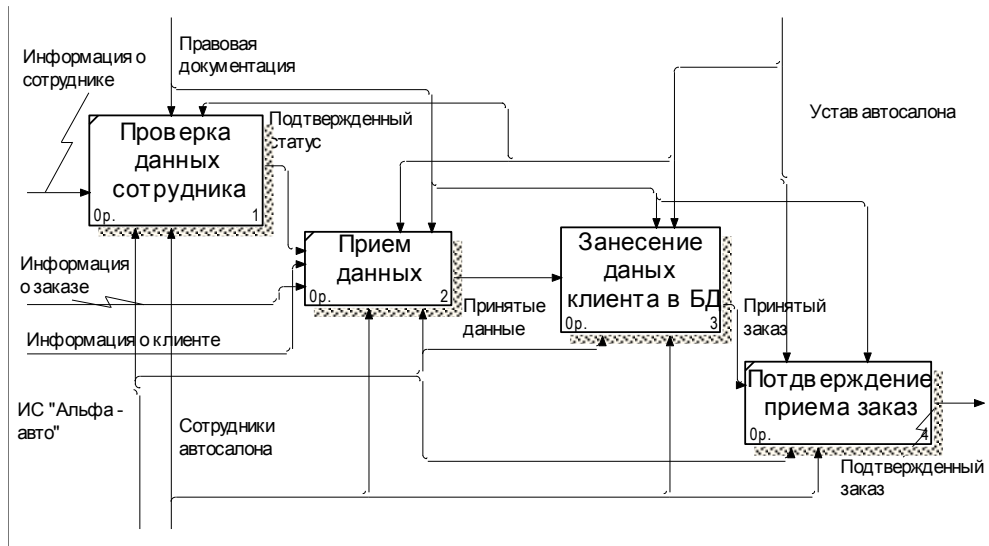 Правовая
документация
Информация о
сотруднике
Устав автосалона
Подтвержденный
статус
Проверка
данных
сотрудника
0р. 1
Прием
данных
0р. 2
Занесение
даных
клиента в БД
0р. 3
Информация
о заказе
Принятые
данные
Принятый
заказ
Информация о клиенте
Потдверждение
приема заказ
0р. 4
ИС "Альфа -
авто"
Сотрудники
автосалона
Подтвержденный
заказ